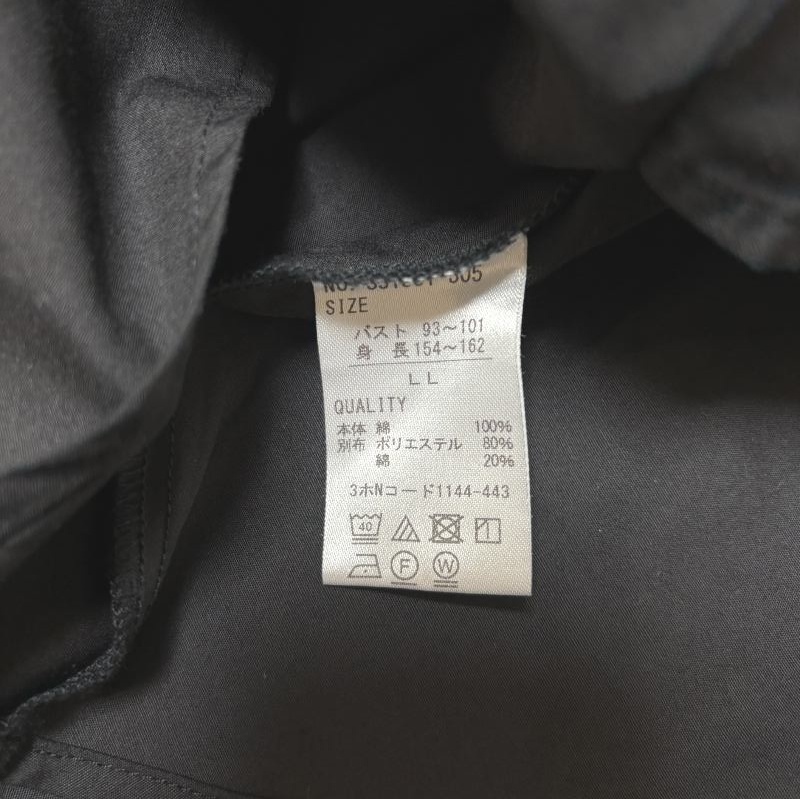 SIZE
バスト 93～101
身 長 154～162
LL
QUALITY
本体 綿 100%
別布 ポリエステル 80%
綿 20%
3ホNコード1144-443
40
F
W